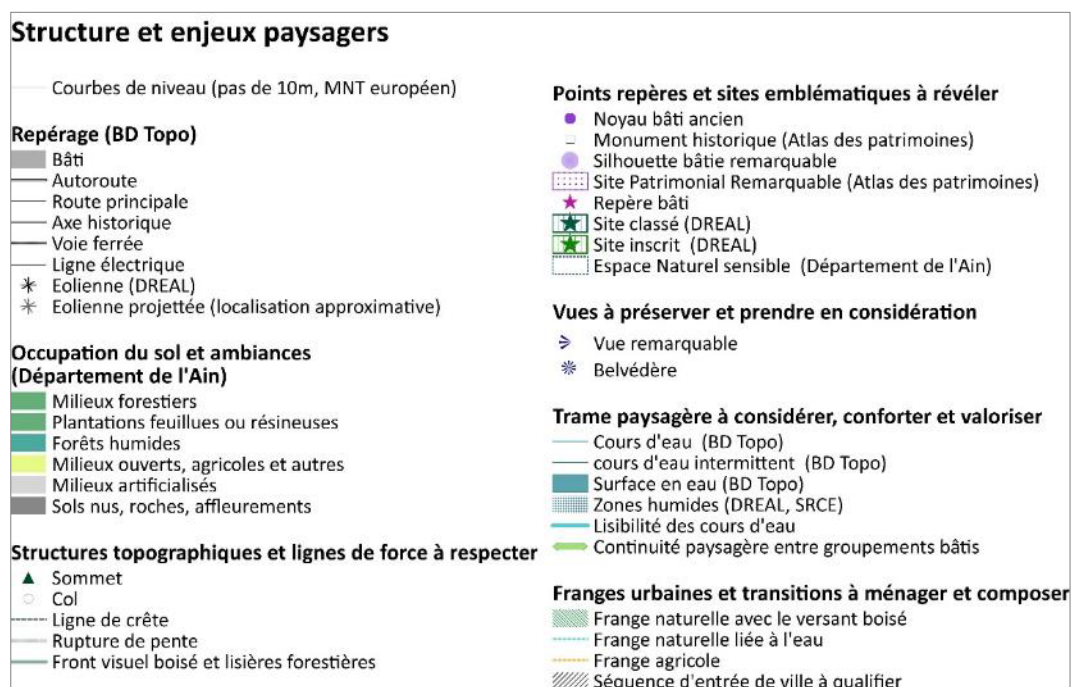 Structure et enjeux paysagers
Courbes de niveau (pas de 10m, MNT européen)
Repérage (BD Topo)
Bâti
Autoroute
Route principale
Axe historique
Voie ferrée
Ligne électrique
Eolienne (DREAL)
Eolienne projettée (localisation approximative)
Occupation du sol et ambiances
(Département de l'Ain)
Milieux forestiers
Plantations feuillues ou résineuses
Forêts humides
Milieux ouverts, agricoles et autres
Milieux artificialisés
Sols nus, roches, affleurements
Structures topographiques et lignes de force à respecter
Sommet
Col
Ligne de crête
Rupture de pente
Front visuel boisé et lisières forestières
Points repères et sites emblématiques à révéler
Noyau bâti ancien
Monument historique (Atlas des patrimoines)
Silhouette bâtie remarquable
Site Patrimonial Remarquable (Atlas des patrimoines)
Repère bâti
Site classé (DREAL)
Site inscrit (DREAL)
Espace Naturel sensible (Département de l'Ain)
Vues à préserver et prendre en considération
Vue remarquable
Belvédère
Trame paysagère à considérer, conforter et valoriser
Cours d'eau (BD Topo)
cours d'eau intermittent (BD Topo)
Surface en eau (BD Topo)
Zones humides (DREAL, SRCE)
Lisibilité des cours d'eau
Continuité paysagère entre groupements bâtis
Franges urbaines et transitions à ménager et composer
Frange naturelle avec le versant boisé
Frange naturelle liée à l'eau
Frange agricole
Séquence d'entrée de ville à qualifier